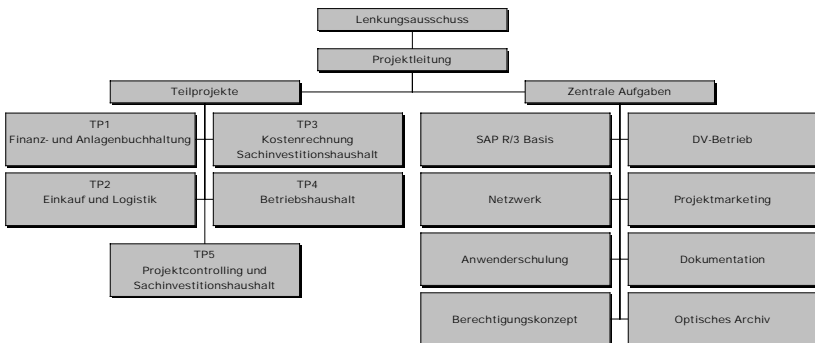 Lenkungsausschuss
Projektleitung
Teilprojekte
Zentrale Aufgaben
TP1
Finanz- und Anlagenbuchhaltung
TP3
Kostenrechnung
Sachinvestitionshaushalt
SAP R/3 Basis
DV-Betrieb
TP2
Einkauf und Logistik
TP4
Betriebshaushalt
Netzwerk
Projektmarketing
TP5
Projektcontrolling und
Sachinvestitionshaushalt
Anwenderschulung
Dokumentation
Berechtigungskonzept
Optisches Archiv